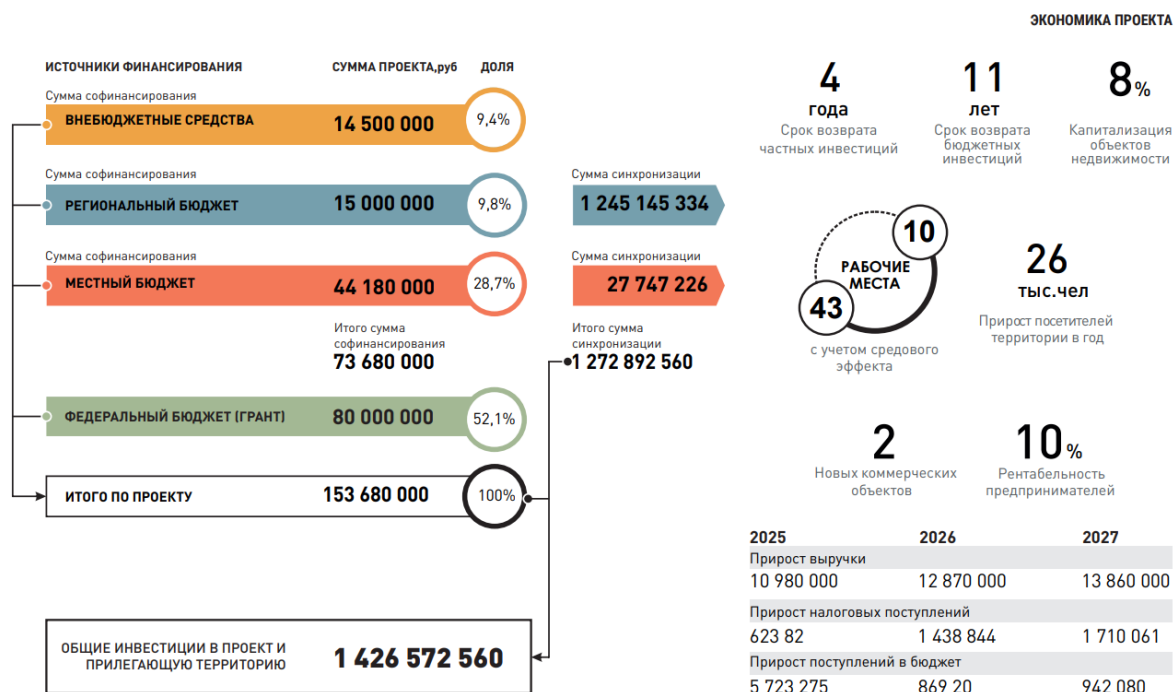 ЭКОНОМИКА ПРОЕКТА
ИСТОЧНИКИ ФИНАНСИРОВАНИЯ СУММА ПРОЕКТА,руб ДОЛЯ
Сумма софинансирования
ВНЕБЮДЖЕТНЫЕ СРЕДСТВА 14 500 000 9,4%
Сумма софинансирования
РЕГИОНАЛЬНЫЙ БЮДЖЕТ 15 000 000 9,8%
Сумма синхронизации
1 245 145 334
Сумма софинансирования
МЕСТНЫЙ БЮДЖЕТ 44 180 000 28,7%
Сумма синхронизации
27 747 226
Итого сумма
софинансирования
73 680 000
Итого сумма
синхронизации
1 272 892 560
ФЕДЕРАЛЬНЫЙ БЮДЖЕТ (ГРАНТ) 80 000 000 52,1%
ИТОГО ПО ПРОЕКТУ 153 680 000 100%
ОБЩИЕ ИНВЕСТИЦИИ В ПРОЕКТ И
ПРИЛЕГАЮЩУЮ ТЕРРИТОРИЮ
1 426 572 560
4
года
Срок возврата
частных инвестиций
11
лет
Срок возврата
бюджетных
инвестиций
8%
Капитализация
объектов
недвижимости
10
РАБОЧИЕ
МЕСТА
43
с учетом средового
эффекта
26
тыс.чел
Прирост посетителей
территории в год
2
Новых коммерческих
объектов
10%
Рентабельность
предпринимателей
2025 2026 2027
Прирост выручки
10 980 000 12 870 000 13 860 000
Прирост налоговых поступлений
623 82 1 438 844 1 710 061
Прирост поступлений в бюджет
5 723 275 869 20 942 080